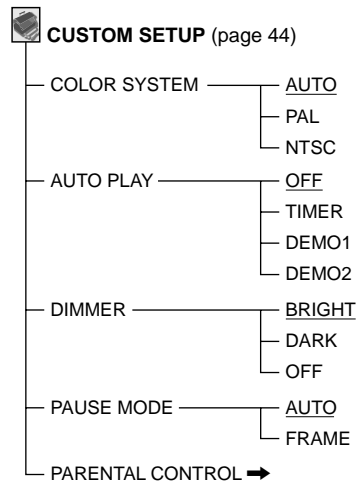 CUSTOM SETUP (page 44)
COLOR SYSTEM AUTO
PAL
NTSC
AUTO PLAY OFF
TIMER
DEMO1
DEMO2
DIMMER BRIGHT
DARK
OFF
PAUSE MODE AUTO
FRAME
PARENTAL CONTROL ➡